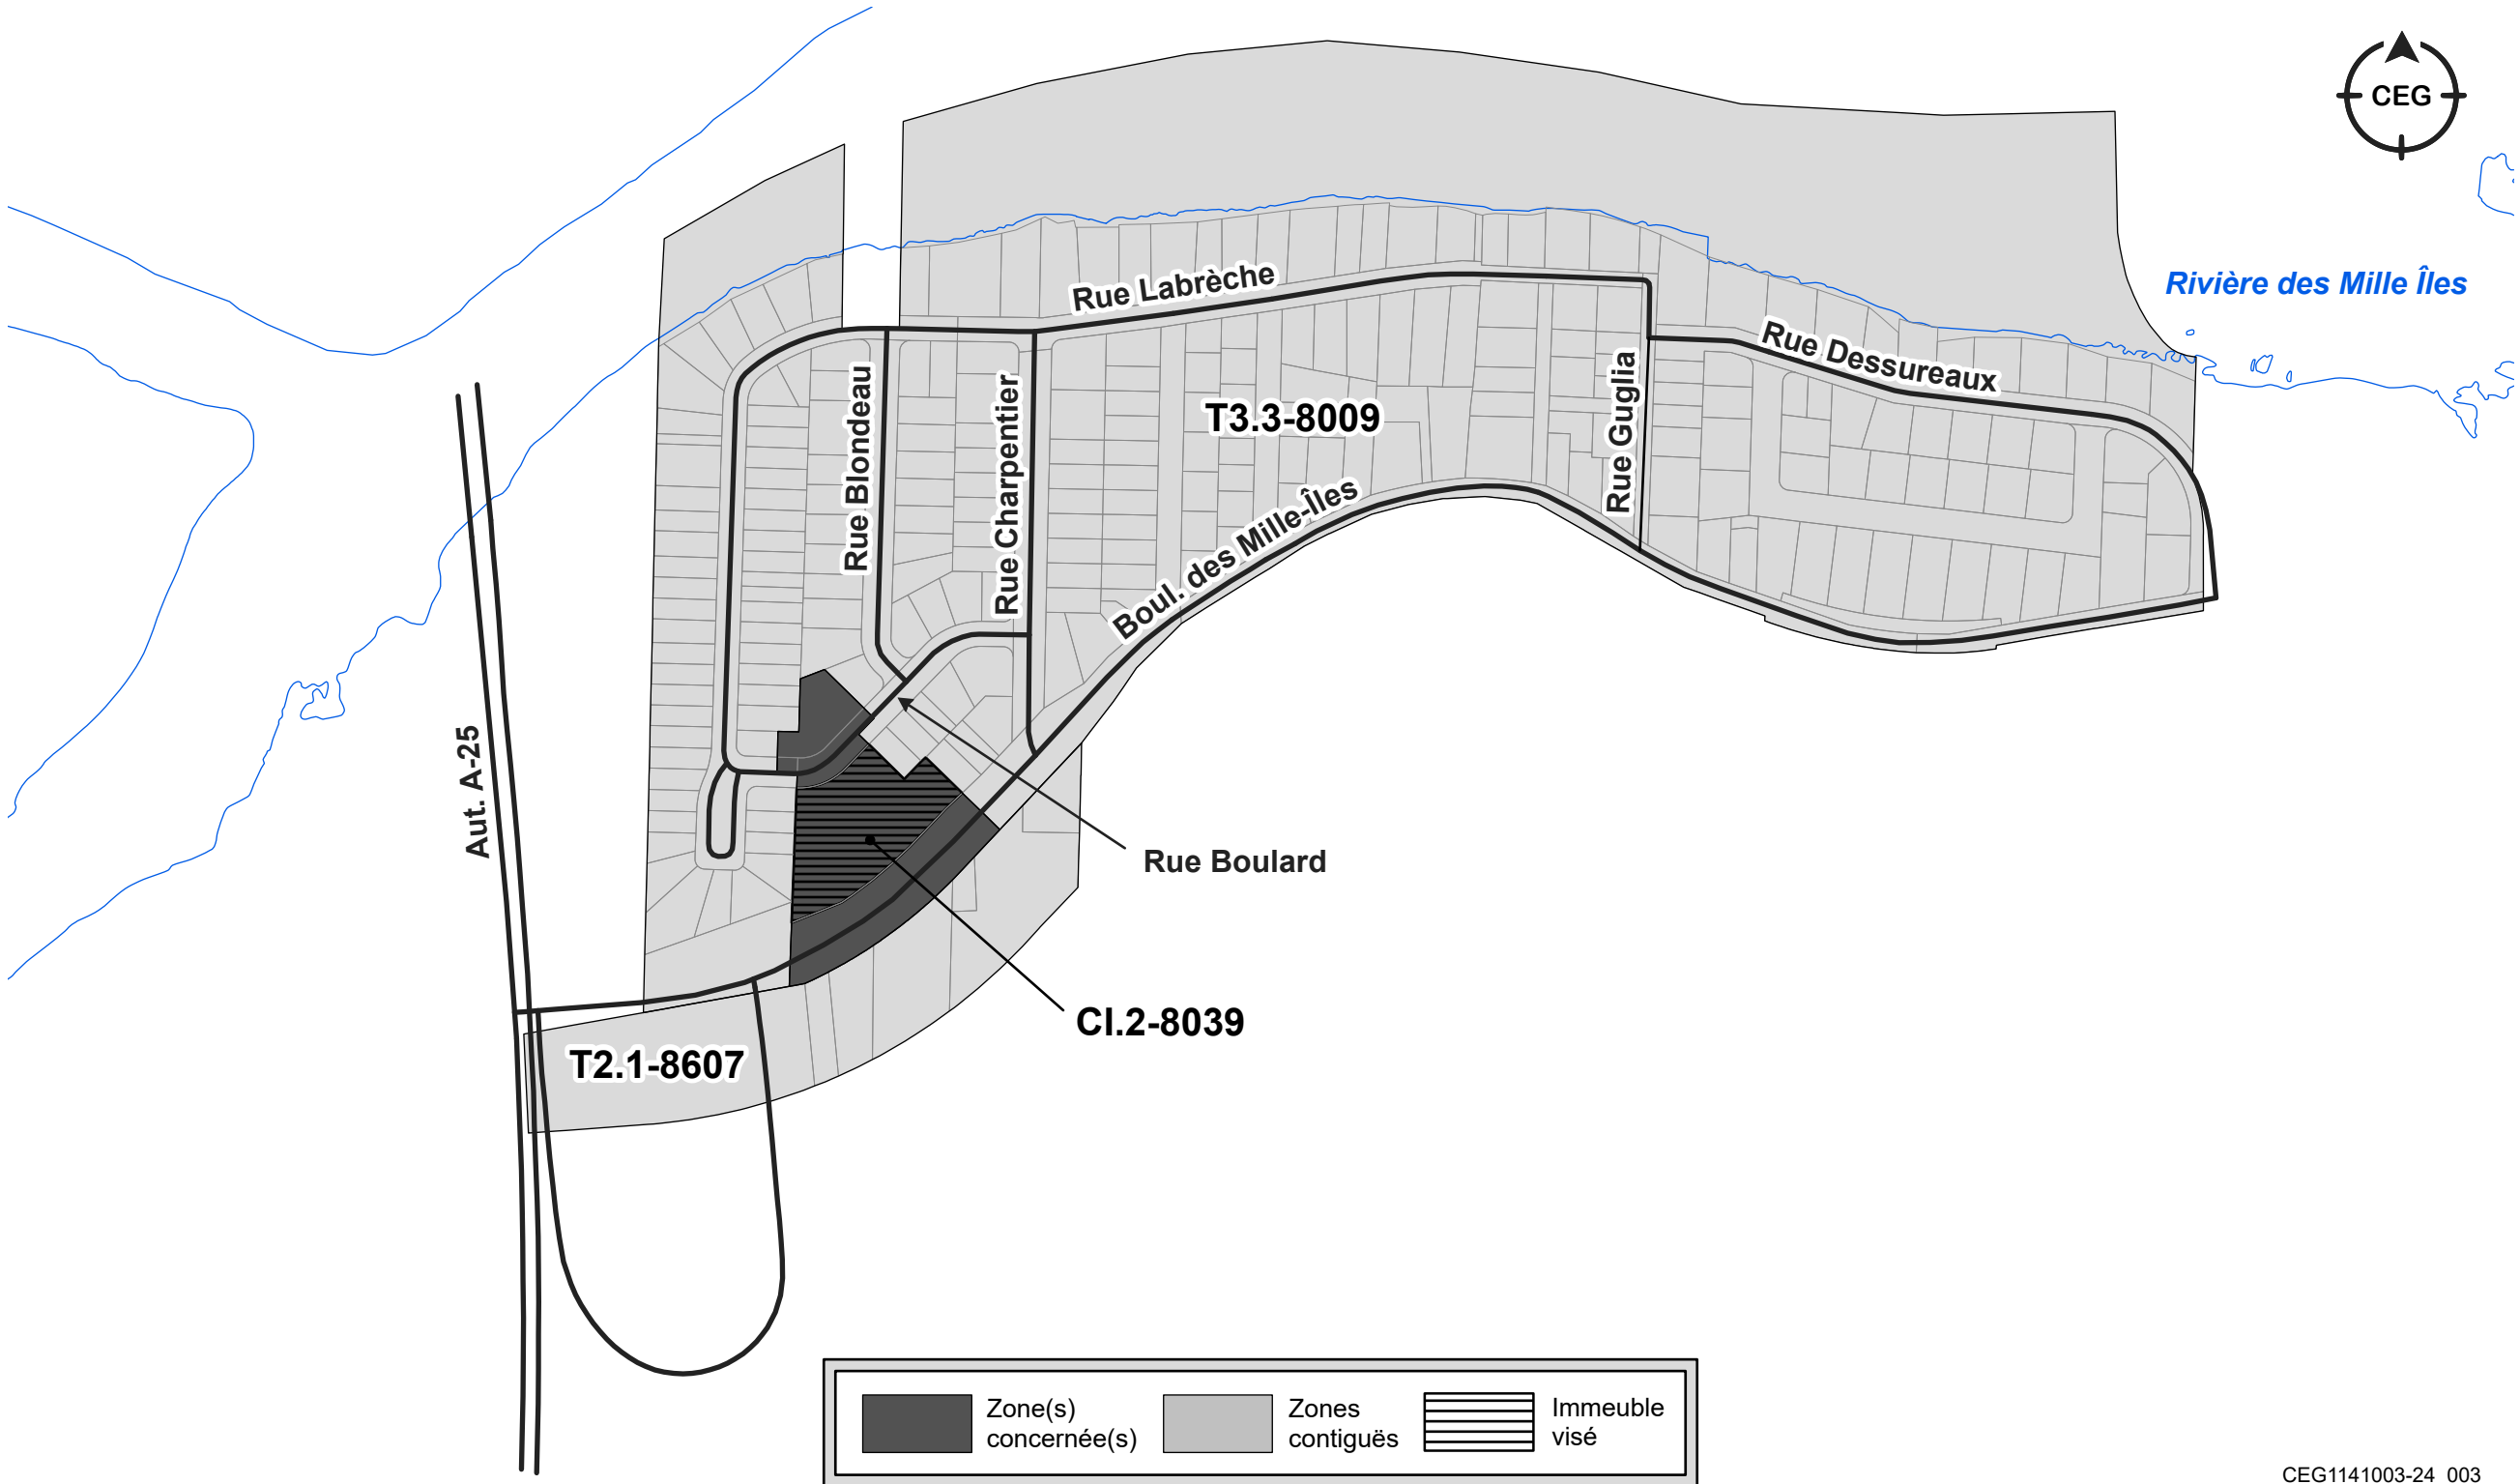 CEG
Rivière des Mille Îles
Rue Labrèche
Rue Dessureaux
Rue Blondeau
Rue Charpentier
T3.3-8009
Rue Guglia
Boul. des Mille-Îles
Aut. A-25
Rue Boulard
CI.2-8039
T2.1-8607
Zone(s)
concernée(s)
Zones
contiguës
Immeuble
visé
CEG1141003-24_003